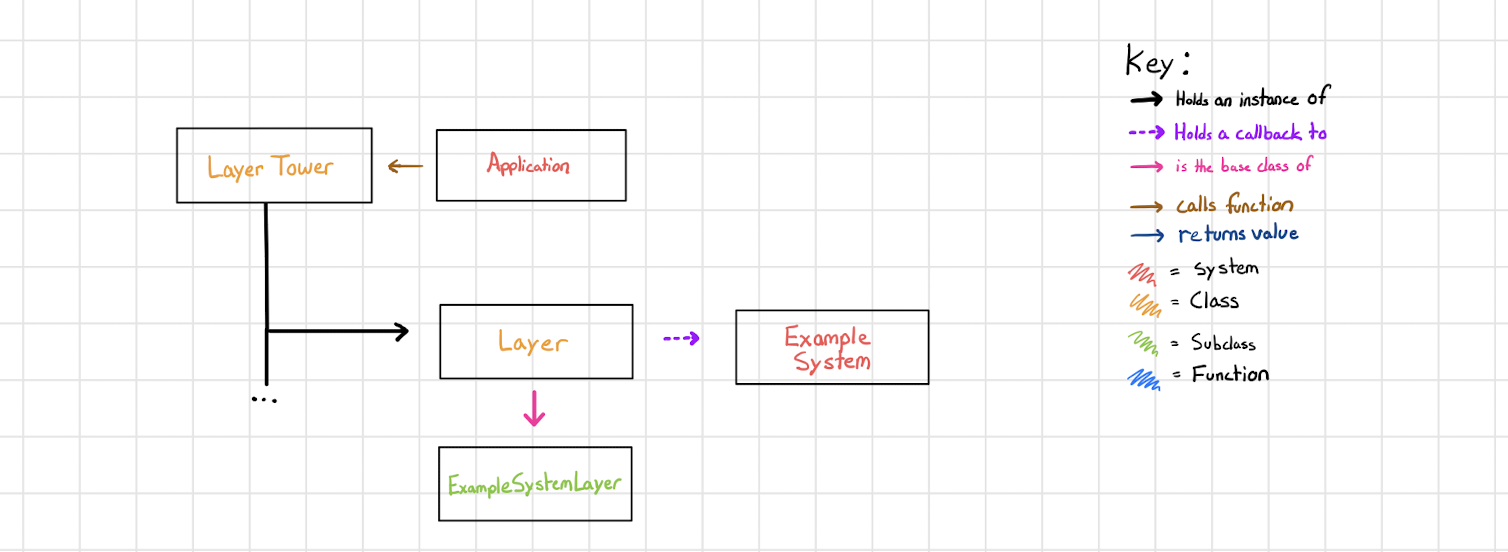 Layer Tower
Application
Layer
Example
System
ExampleSystemLayer
...
Key:
Holds an instance of
Holds a callback to
is the base class of
calls function
returns value
= System
= Class
= Subclass
= Function